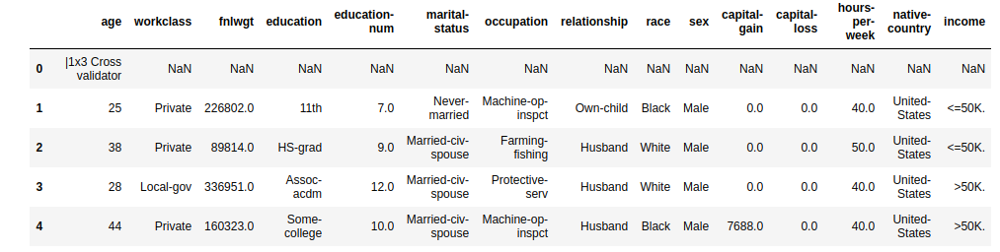 age workclass fnlwgt education education-num marital-status occupation relationship race sex capital-gain capital-loss hours-per-week native-country income
0 |1x3 Cross validator NaN NaN NaN NaN NaN NaN NaN NaN NaN NaN NaN NaN NaN NaN
1 25 Private 226802.0 11th 7.0 Never-married Machine-op-inspct Own-child Black Male 0.0 0.0 40.0 United-States <=50K.
2 38 Private 89814.0 HS-grad 9.0 Married-civ-spouse Farming-fishing Husband White Male 0.0 0.0 50.0 United-States <=50K.
3 28 Local-gov 336951.0 Assoc-acdm 12.0 Married-civ-spouse Protective-serv Husband White Male 0.0 0.0 40.0 United-States >50K.
4 44 Private 160323.0 Some-college 10.0 Married-civ-spouse Machine-op-inspct Husband Black Male 7688.0 0.0 40.0 United-States >50K.